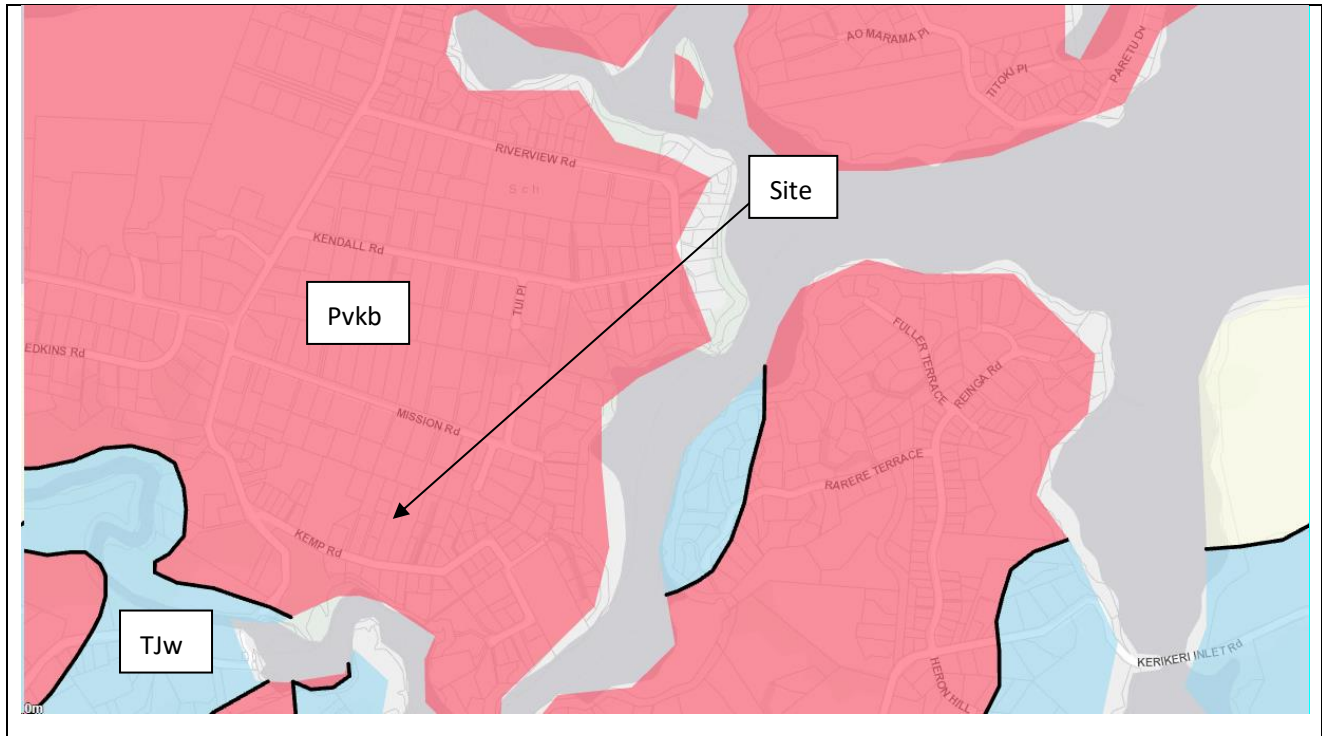 AO MARAMA Pl
TITOKI Pl
PARETU Dr
RIVERVIEW Rd
Site
Sch
KENDALL Rd
Pvkb
TUI Pl
FULLER TERRACE
REINGA Rd
EDKINS Rd
MISSION Rd
RARERE TERRACE
KEMP Rd
TJw
KERIKERI INLET Rd
HERON HILL
.0m